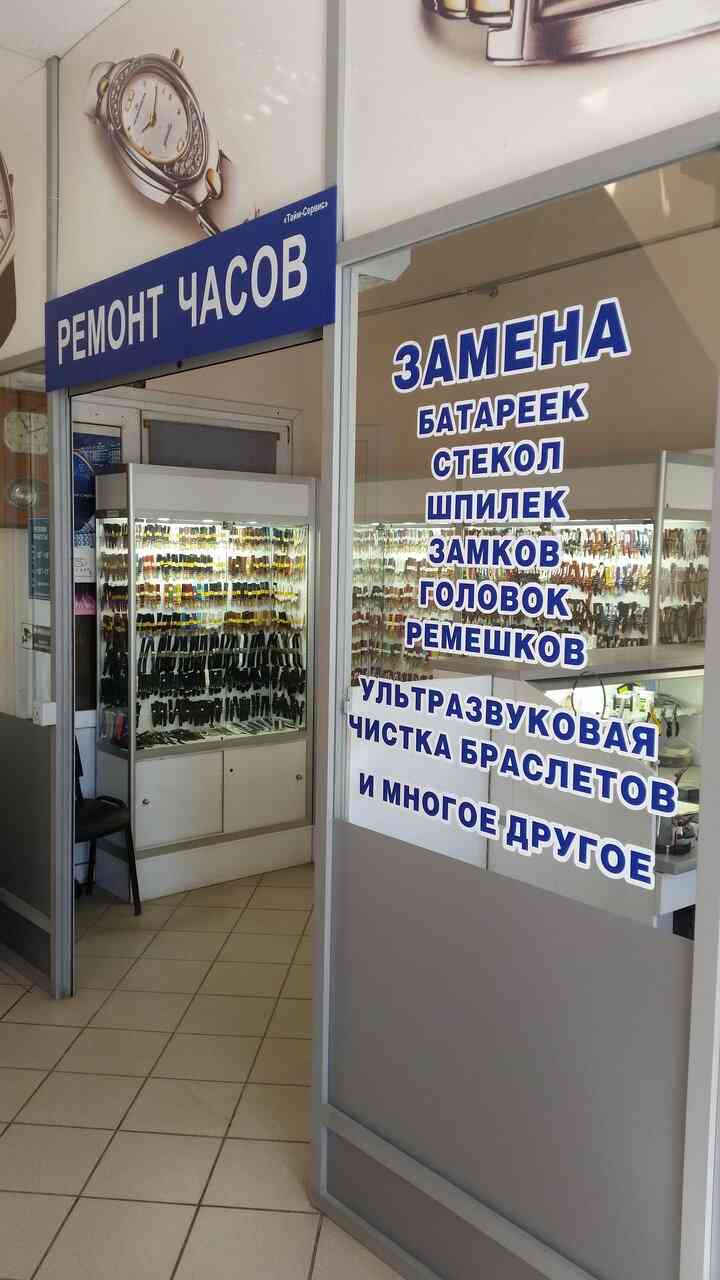 «Тайм-Сервис»
РЕМОНТ ЧАСОВ
ЗАМЕНА
БАТАРЕЕК
СТЕКОЛ
ШПИЛЕК
ЗАМКОВ
ГОЛОВОК
РЕМЕШКОВ
УЛЬТРАЗВУКОВАЯ
ЧИСТКА БРАСЛЕТОВ
И МНОГОЕ ДРУГОЕ